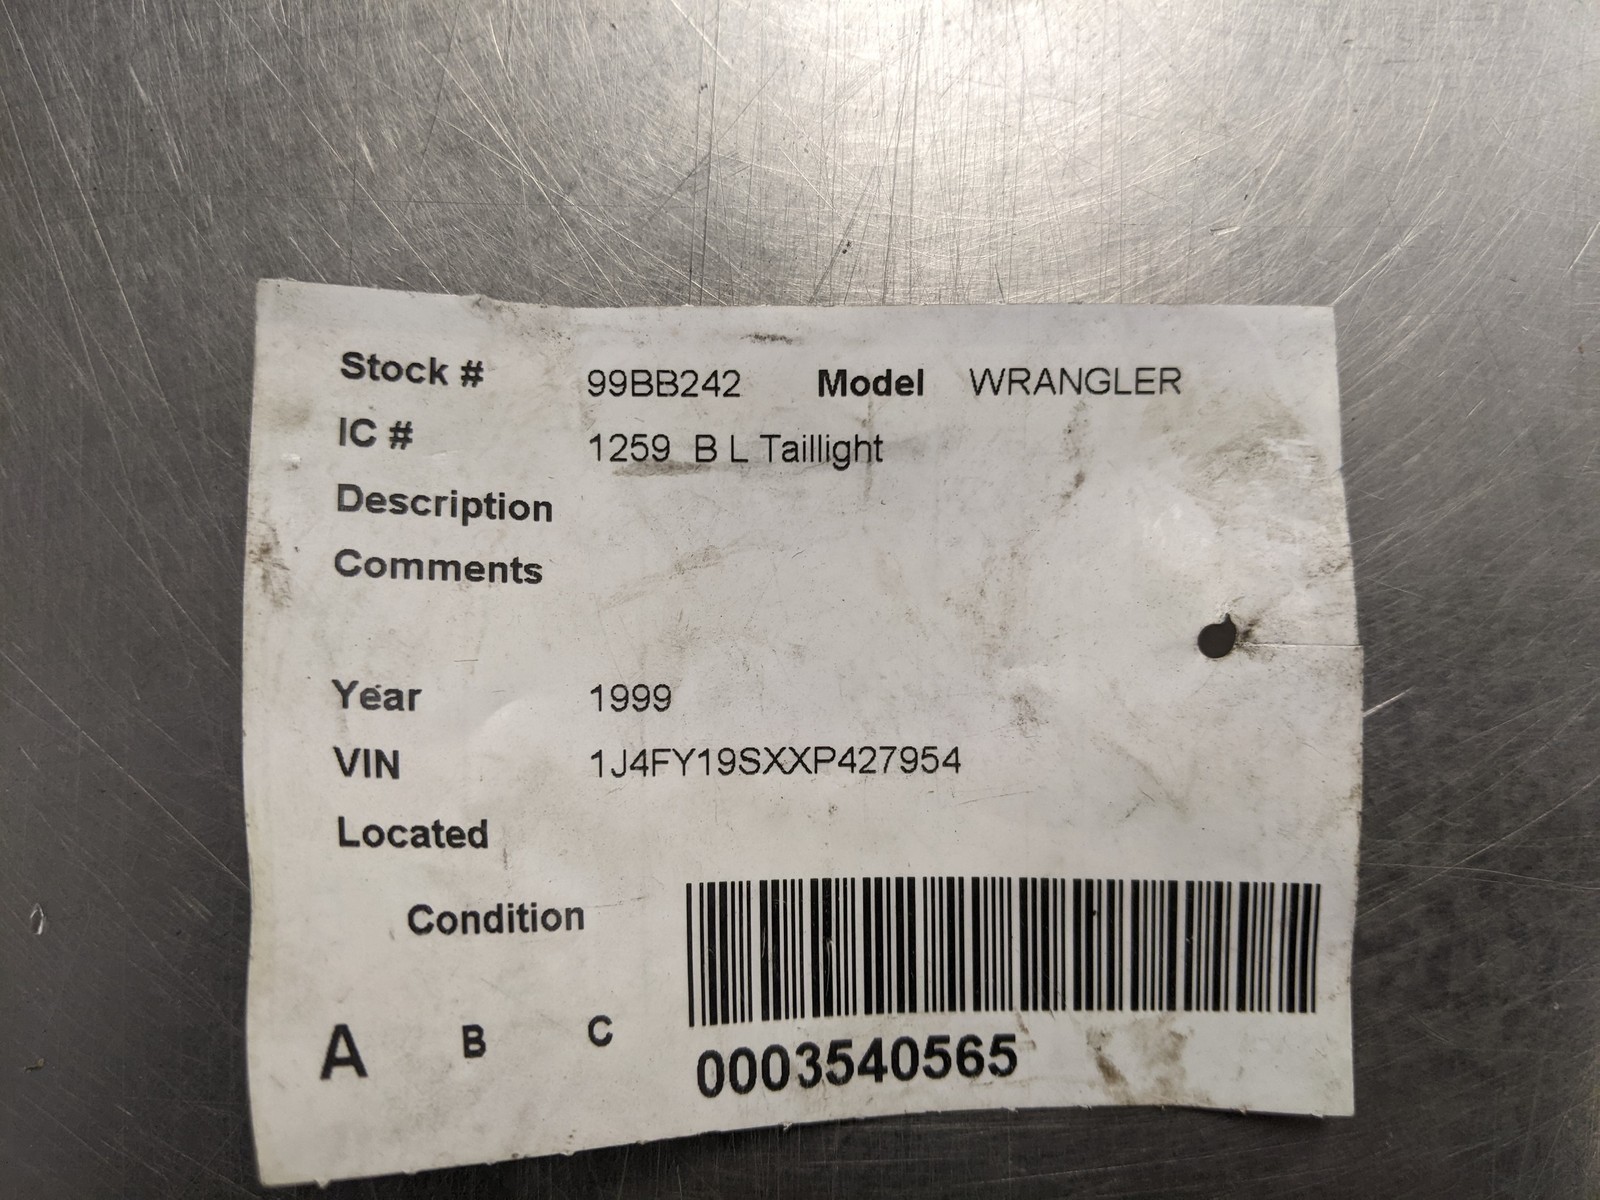 Stock # 99BB242 Model WRANGLER
IC # 1259 B L Taillight
Description
Comments
Year 1999
VIN 1J4FY19SXXP427954
Located
Condition
A B C
0003540565